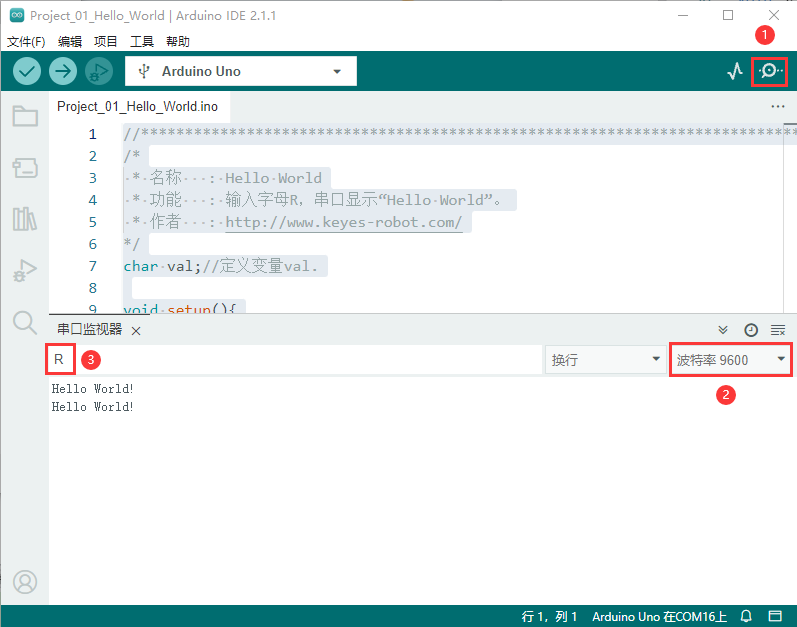 Project_01_Hello_World | Arduino IDE 2.1.1
文件(F) 编辑 项目 工具 帮助
1
Arduino Uno
Project_01_Hello_World.ino
1 //****************************************************************************
2 /*
3 * 名称 : Hello World
4 * 功能 : 输入字母R，串口显示“Hello World”。
5 * 作者 : http://www.keyes-robot.com/
6 */
7 char val;//定义变量val.
8
9 void setup(){
串口监视器
R 3 换行 波特率 9600
2
Hello World!
Hello World!
行 1，列 1 Arduino Uno 在COM16上